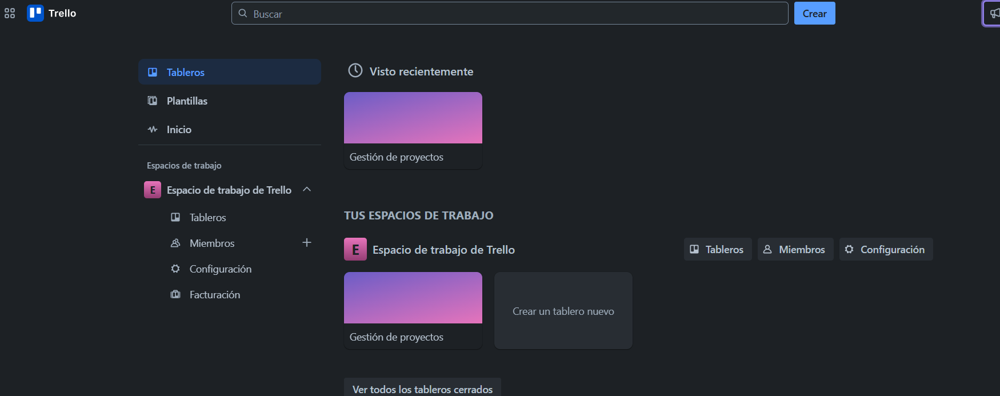 Trello
Buscar
Crear
Tableros
Plantillas
Inicio
Espacios de trabajo
E Espacio de trabajo de Trello
Tableros
Miembros
Configuración
Facturación
Visto recientemente
Gestión de proyectos
TUS ESPACIOS DE TRABAJO
E Espacio de trabajo de Trello
Tableros
Miembros
Configuración
Gestión de proyectos
Crear un tablero nuevo
Ver todos los tableros cerrados